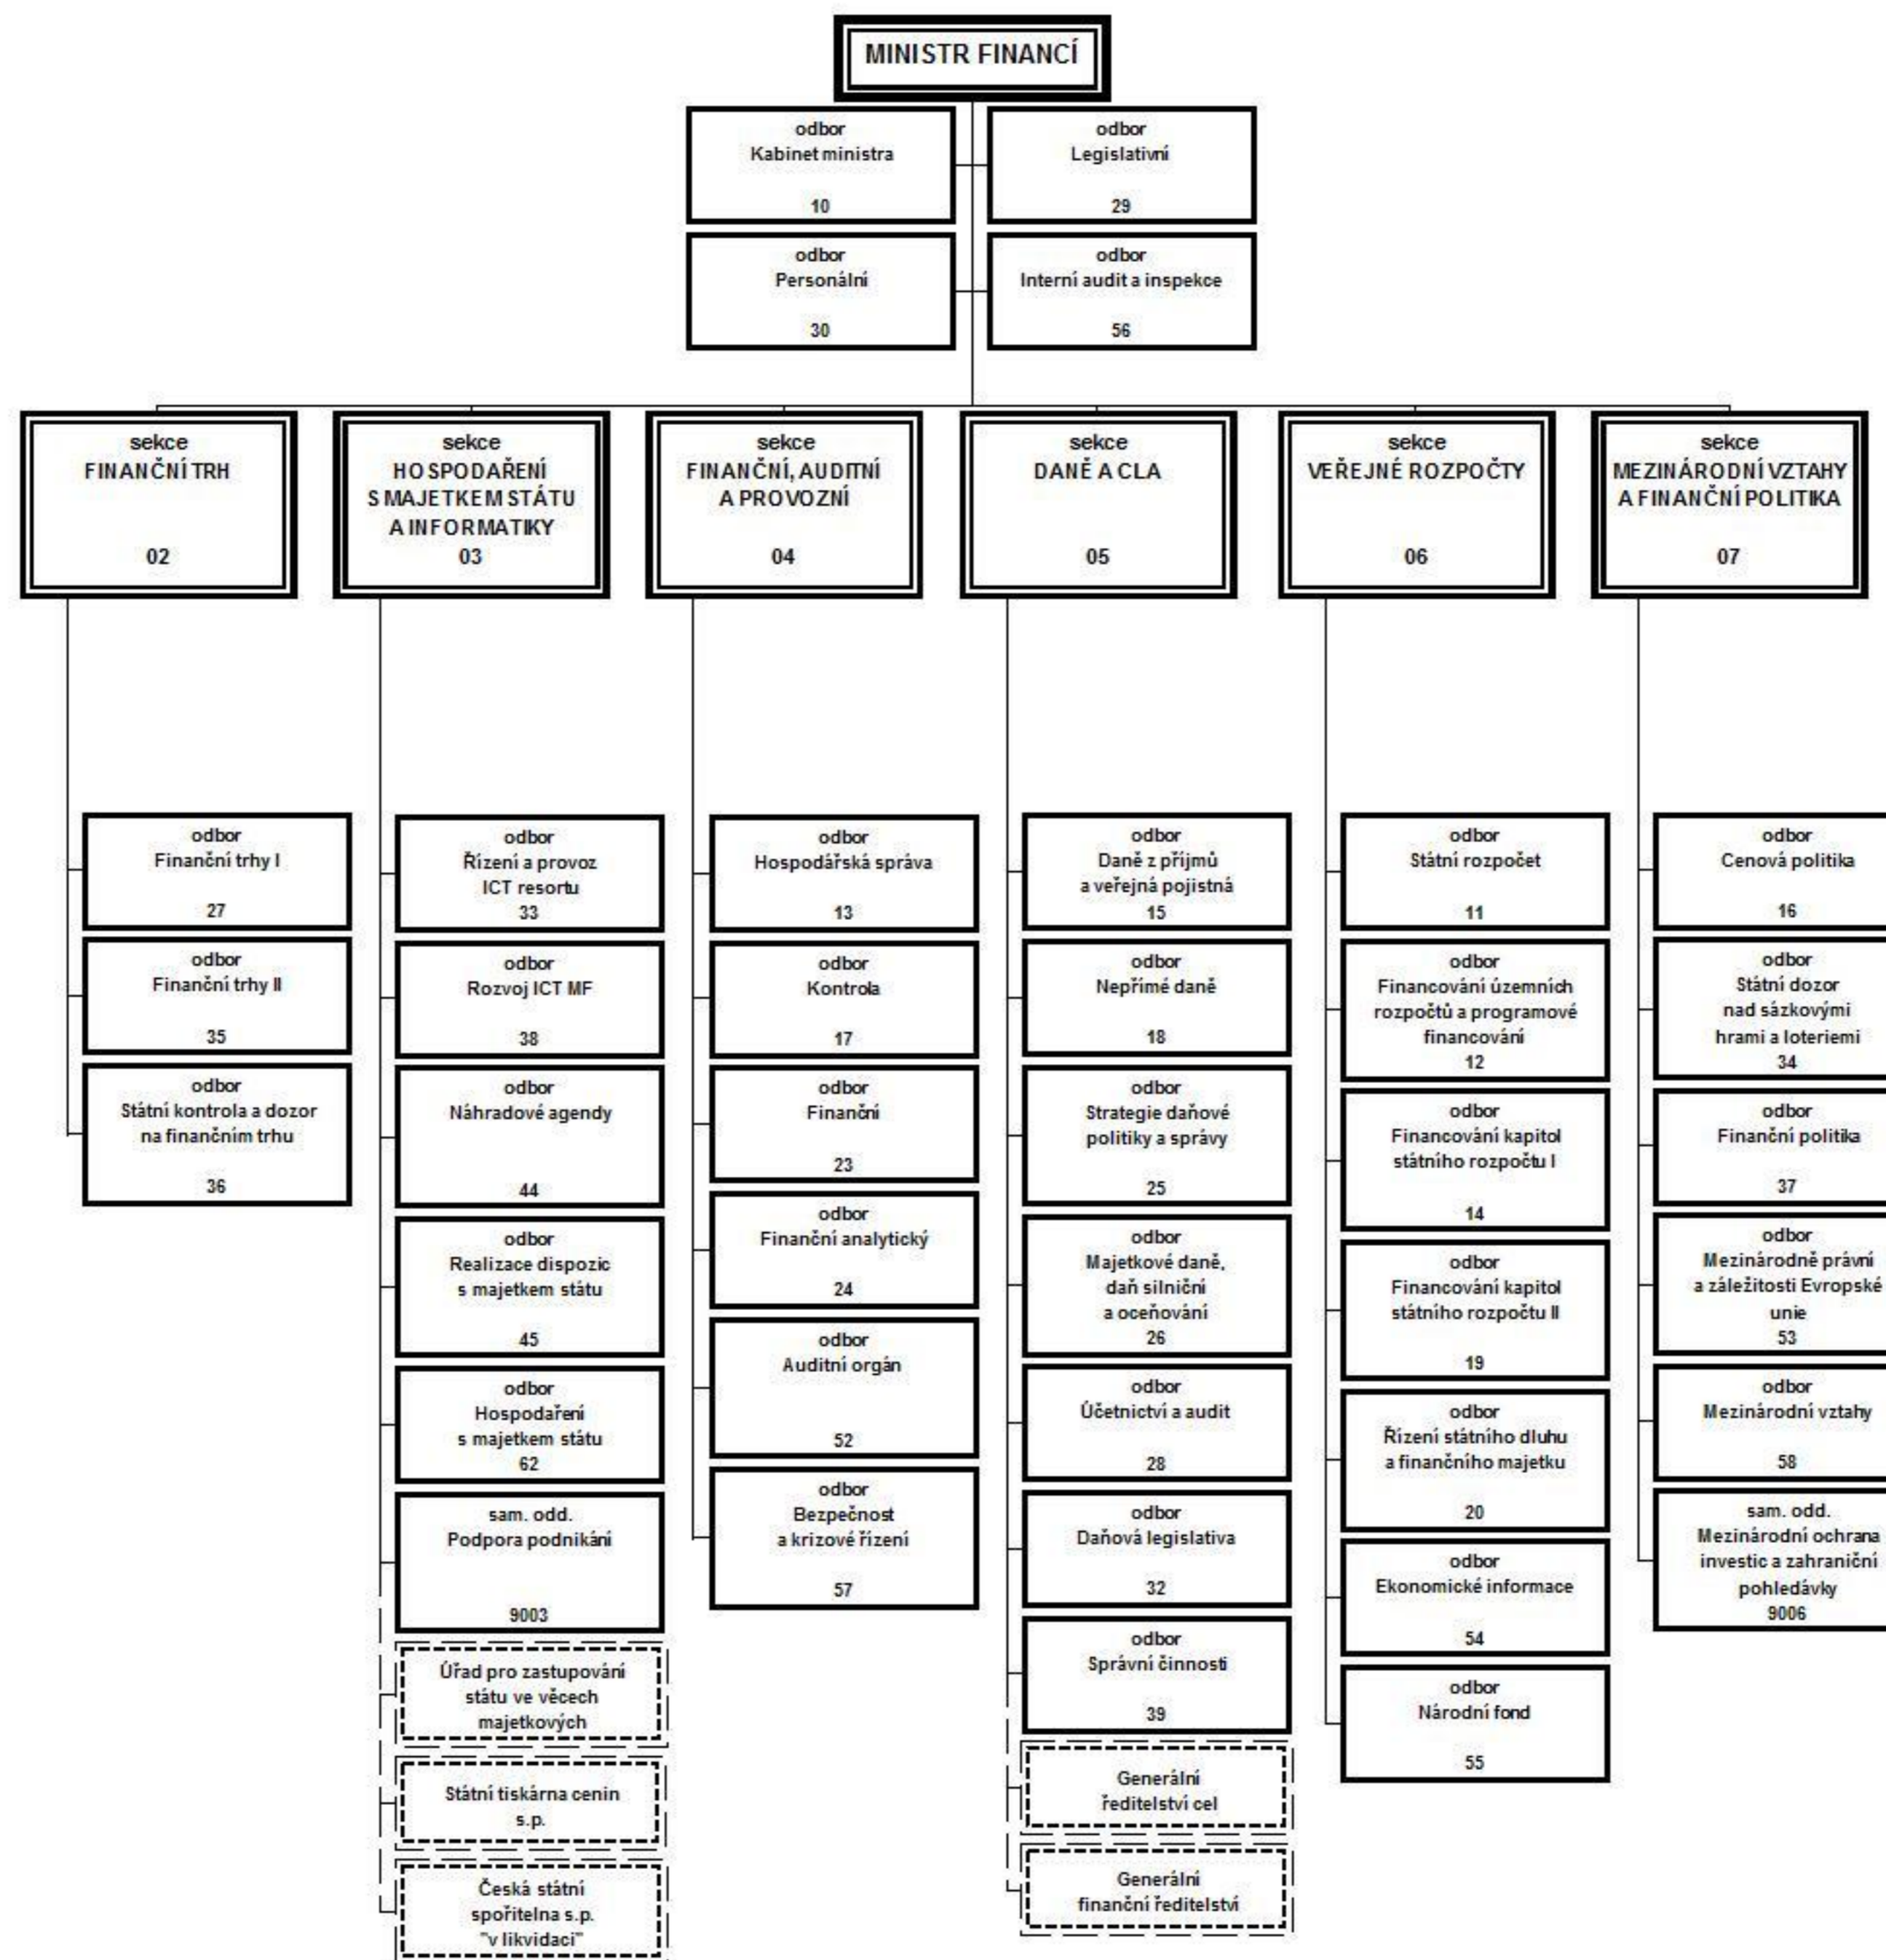 MINISTR FINANCÍ
odbor
Kabinet ministra
10
odbor
Legislativní
29
odbor
Personální
30
odbor
Interní audit a inspekce
56
sekce
FINANČNÍ TRH
02
sekce
HOSPODAŘENÍ
S MAJETKEM STÁTU
A INFORMATIKY
03
sekce
FINANČNÍ, AUDITNÍ
A PROVOZNÍ
04
sekce
DANĚ A CLA
05
sekce
VEŘEJNÉ ROZPOČTY
06
sekce
MEZINÁRODNÍ VZTAHY
A FINANČNÍ POLITIKA
07
odbor
Finanční trhy I
27
odbor
Finanční trhy II
35
odbor
Státní kontrola a dozor
na finančním trhu
36
odbor
Řízení a provoz
ICT resortu
33
odbor
Rozvoj ICT MF
38
odbor
Náhradové agendy
44
odbor
Realizace dispozic
s majetkem státu
45
odbor
Hospodaření
s majetkem státu
62
sam. odd.
Podpora podnikání
9003
Úřad pro zastupování
státu ve věcech
majetkových
Státní tiskárna cenin
s.p.
Česká státní
spořitelna s.p.
"v likvidaci"
odbor
Hospodářská správa
13
odbor
Kontrola
17
odbor
Finanční
23
odbor
Finanční analytický
24
odbor
Auditní orgán
52
odbor
Bezpečnost
a krizové řízení
57
odbor
Daně z příjmů
a veřejná pojistná
15
odbor
Nepřímé daně
18
odbor
Strategie daňové
politiky a správy
25
odbor
Majetkové daně,
daň silniční
a oceňování
26
odbor
Účetnictví a audit
28
odbor
Daňová legislativa
32
odbor
Správní činnosti
39
Generální
ředitelství cel
Generální
finanční ředitelství
odbor
Státní rozpočet
11
odbor
Financování územních
rozpočtů a programové
financování
12
odbor
Financování kapitol
státního rozpočtu I
14
odbor
Financování kapitol
státního rozpočtu II
19
odbor
Řízení státního dluhu
a finančního majetku
20
odbor
Ekonomické informace
54
odbor
Národní fond
55
odbor
Cenová politika
16
odbor
Státní dozor
nad sázkovými
hrami a loteriemi
34
odbor
Finanční politika
37
odbor
Mezinárodně právní
a záležitosti Evropské
unie
53
odbor
Mezinárodní vztahy
58
sam. odd.
Mezinárodní ochrana
investic a zahraniční
pohledávky
9006